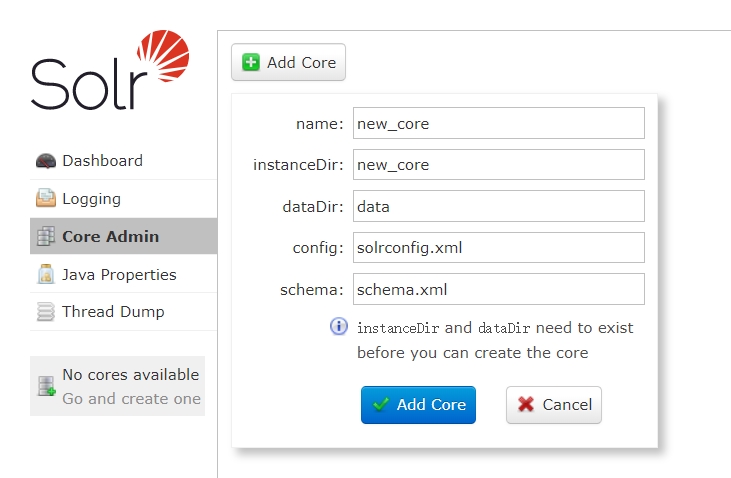 Solr
Dashboard
Logging
Core Admin
Java Properties
Thread Dump
No cores available
Go and create one
Add Core
name: new_core
instanceDir: new_core
dataDir: data
config: solrconfig.xml
schema: schema.xml
instanceDir and dataDir need to exist
before you can create the core
Add Core Cancel